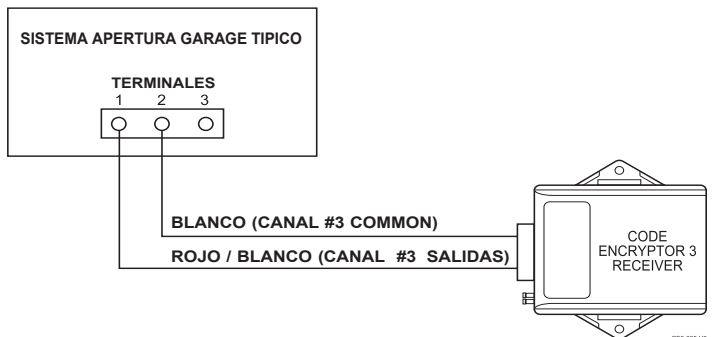 SISTEMA APERTURA GARAGE TIPICO
TERMINALES
1 2 3
BLANCO (CANAL #3 COMMON)
ROJO / BLANCO (CANAL #3 SALIDAS)
CODE
ENCRYPTOR 3
RECEIVER